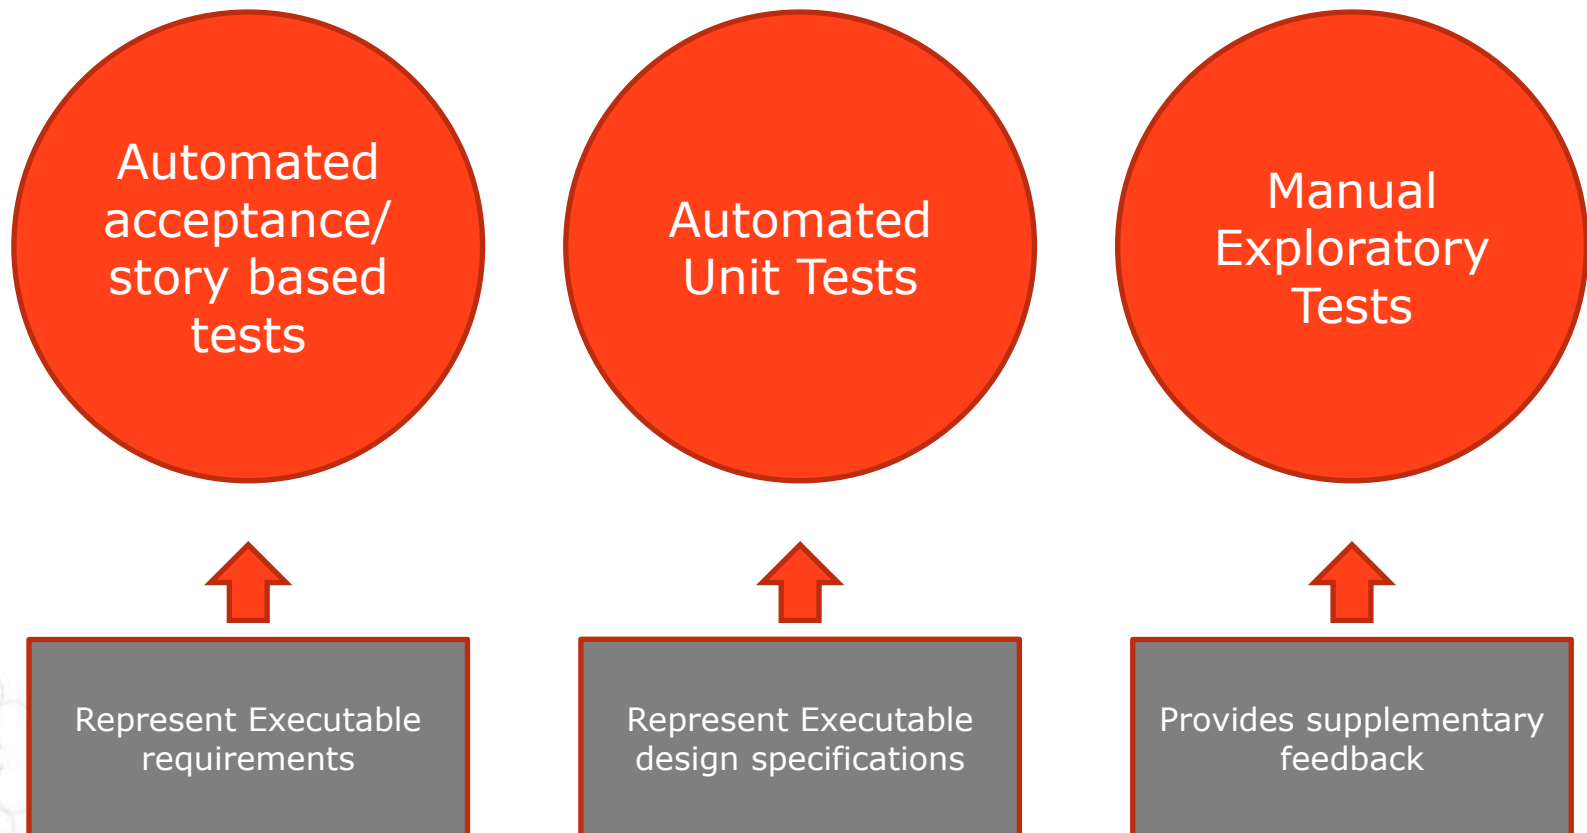 Automated
acceptance/
story based
tests
Automated
Unit Tests
Manual
Exploratory
Tests
Represent Executable
requirements
Represent Executable
design specifications
Provides supplementary
feedback